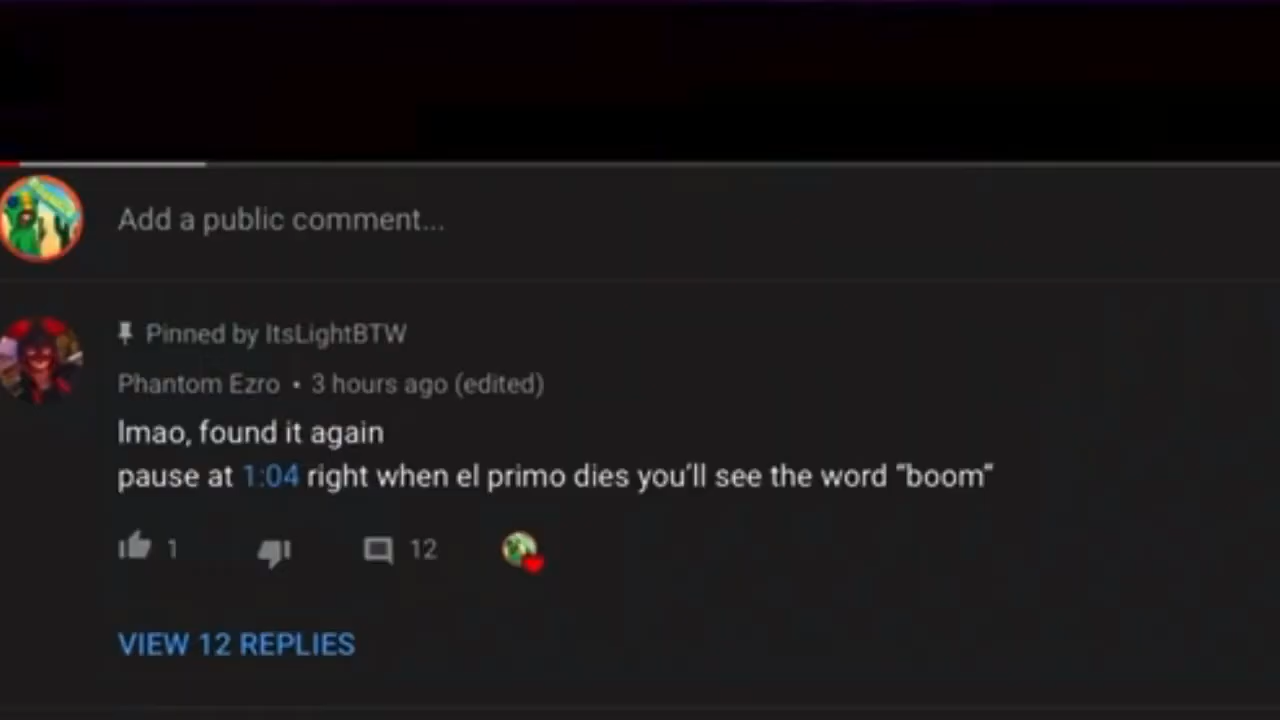 Add a public comment...
Pinned by ItsLightBTW
Phantom Ezro • 3 hours ago (edited)
lmao, found it again
pause at 1:04 right when el primo dies you'll see the word “boom“
1
12
VIEW 12 REPLIES